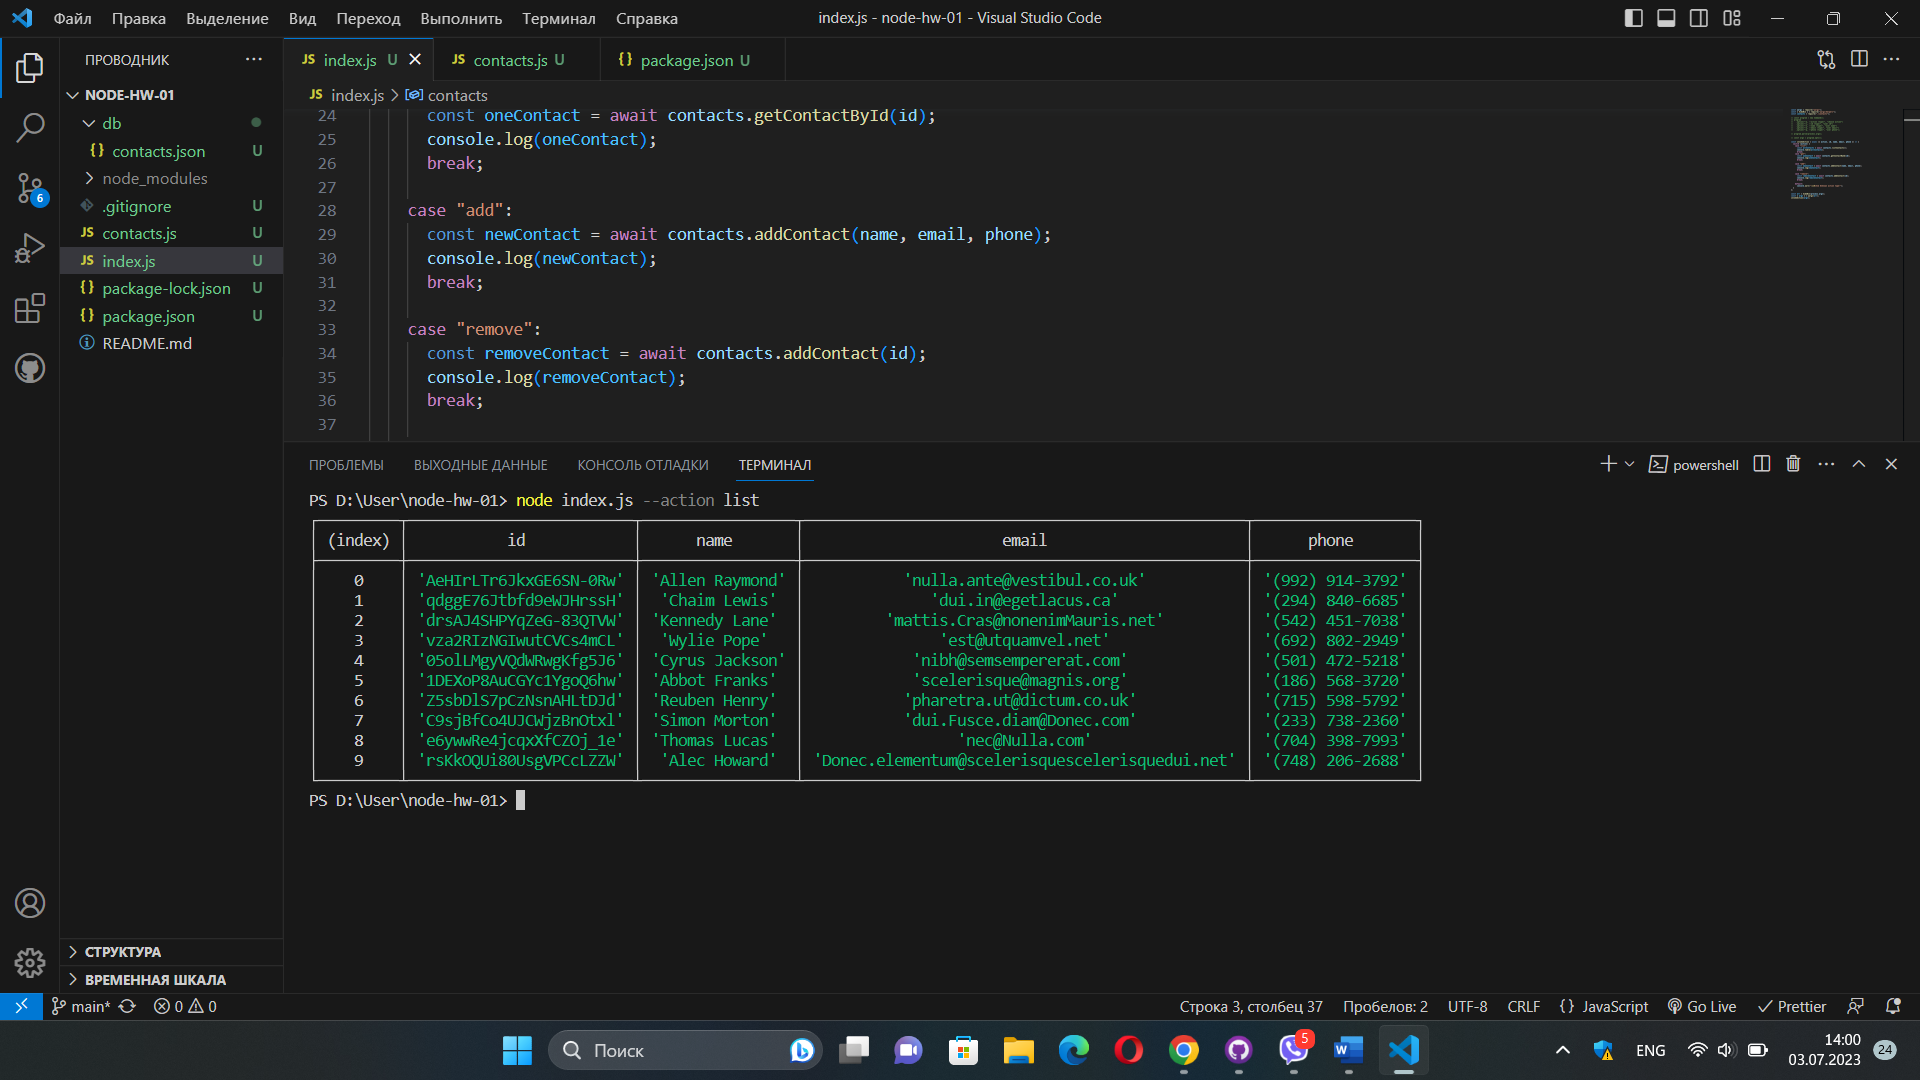 Файл Правка Выделение Вид Переход Выполнить Терминал Справка index.js - node-hw-01 - Visual Studio Code
ПРОВОДНИК
JS index.js U
JS contacts.js U
{} package.json U
NODE-HW-01
JS index.js > contacts
db
{} contacts.json U
node_modules
.gitignore U
JS contacts.js U
JS index.js U
{} package-lock.json U
{} package.json U
README.md
6
24 const oneContact = await contacts.getContactById(id);
25 console.log(oneContact);
26 break;
27
28 case "add":
29 const newContact = await contacts.addContact(name, email, phone);
30 console.log(newContact);
31 break;
32
33 case "remove":
34 const removeContact = await contacts.addContact(id);
35 console.log(removeContact);
36 break;
37
ПРОБЛЕМЫ ВЫХОДНЫЕ ДАННЫЕ КОНСОЛЬ ОТЛАДКИ ТЕРМИНАЛ powershell
PS D:\User\node-hw-01> node index.js --action list
(index) id name email phone
0 'AeHIrLTr6JkxGE6SN-0Rw' 'Allen Raymond' 'nulla.ante@vestibul.co.uk' '(992) 914-3792'
1 'qdggE76Jtbfd9eWJHrssH' 'Chaim Lewis' 'dui.in@egetlacus.ca' '(294) 840-6685'
2 'drsAJ4SHPYqZeG-83QTVW' 'Kennedy Lane' 'mattis.Cras@nonenimMauris.net' '(542) 451-7038'
3 'vza2RIzNGIwutCVCs4mCL' 'Wylie Pope' 'est@utquamvel.net' '(692) 802-2949'
4 '05olLMgyVQdWRwgKfg5J6' 'Cyrus Jackson' 'nibh@semsempererat.com' '(501) 472-5218'
5 '1DEXoP8AuCGYc1YgoQ6hw' 'Abbot Franks' 'scelerisque@magnis.org' '(186) 568-3720'
6 'Z5sbDlS7pCzNsnAHLtDJd' 'Reuben Henry' 'pharetra.ut@dictum.co.uk' '(715) 598-5792'
7 'C9sjBfCo4UJCWjzBnOtxl' 'Simon Morton' 'dui.Fusce.diam@Donec.com' '(233) 738-2360'
8 'e6ywwRe4jcqxXfCZOj_1e' 'Thomas Lucas' 'nec@Nulla.com' '(704) 398-7993'
9 'rsKkOQUi80UsgVPCcLZZW' 'Alec Howard' 'Donec.elementum@scelerisquescelerisquedui.net' '(748) 206-2688'
PS D:\User\node-hw-01>
СТРУКТУРА
ВРЕМЕННАЯ ШКАЛА
main* 0 0 Строка 3, столбец 37 Пробелов: 2 UTF-8 CRLF {} JavaScript Go Live Prettier
Поиск 5 ENG 14:00
03.07.2023 24